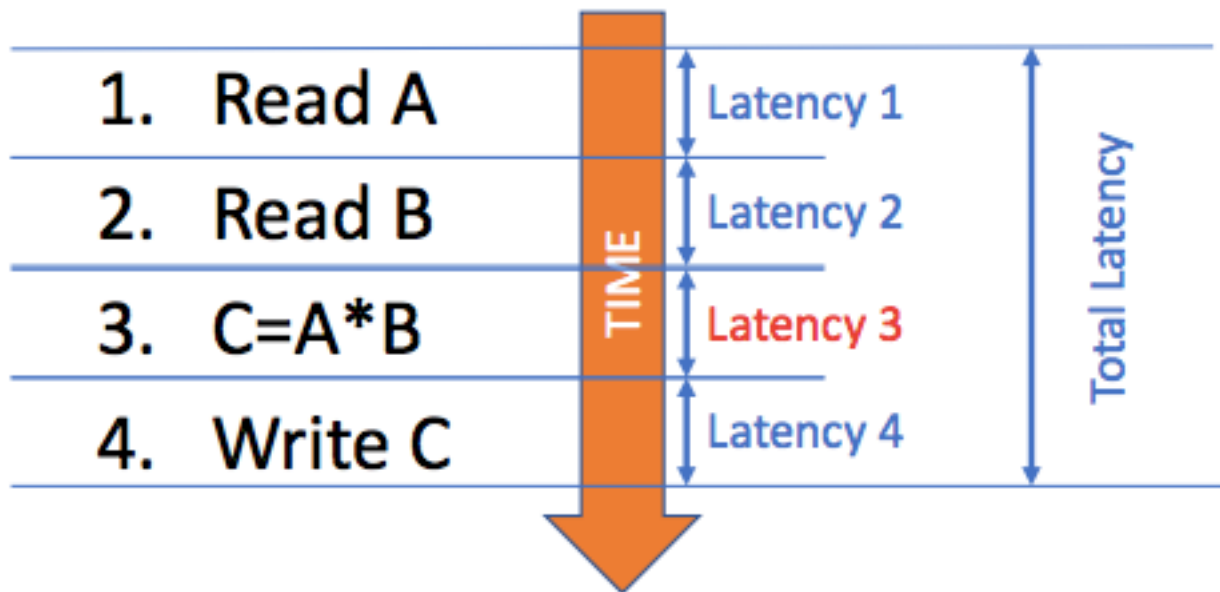 1. Read A
Latency 1
2. Read B
Latency 2
3. C=A*B
Latency 3
4. Write C
Latency 4
TIME
Total Latency